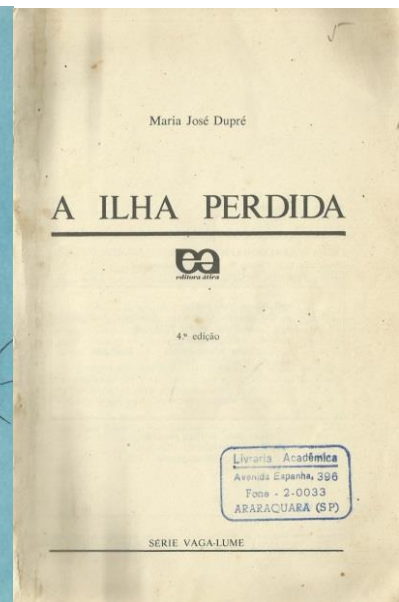 Maria José Dupré
A ILHA PERDIDA
ea
editora ática
4.ª edição
Livraria Acadêmica
Avenida Espanha, 396
Fone - 2-0033
ARARAQUARA (SP)
SÉRIE VAGA-LUME